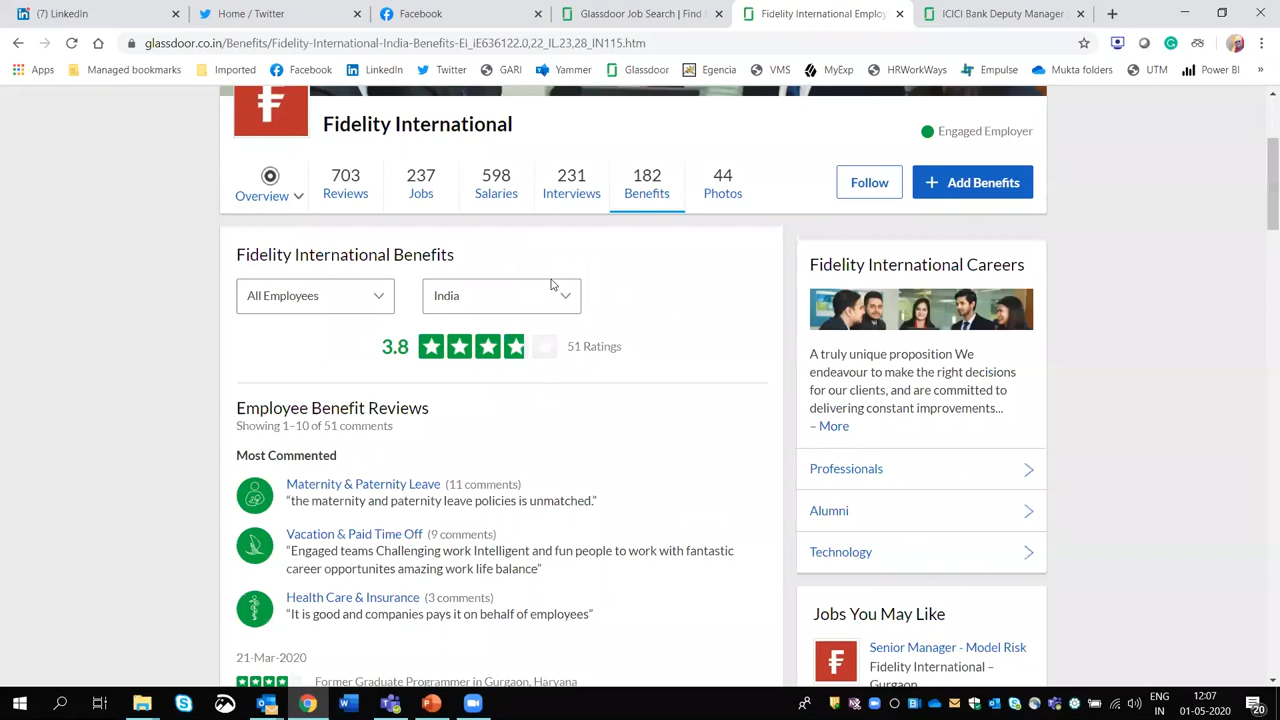 (7) LinkedIn
Home / Twitter
Facebook
Glassdoor Job Search | Find
Fidelity International Employ
ICICI Bank Deputy Manager
glassdoor.co.in/Benefits/Fidelity-International-India-Benefits-EI_IE636122.0,22_IL.23,28_IN115.htm
Apps Managed bookmarks Imported Facebook LinkedIn Twitter GARI Yammer Glassdoor Egencia VMS MyExp HRWorkWays Empulse Mukta folders UTM Power BI »
Fidelity International
Engaged Employer
Overview
703 Reviews
237 Jobs
598 Salaries
231 Interviews
182 Benefits
44 Photos
Follow
+ Add Benefits
Fidelity International Benefits
All Employees
India
3.8
51 Ratings
Employee Benefit Reviews
Showing 1–10 of 51 comments
Most Commented
Maternity & Paternity Leave (11 comments)
“the maternity and paternity leave policies is unmatched.”
Vacation & Paid Time Off (9 comments)
“Engaged teams Challenging work Intelligent and fun people to work with fantastic
career opportunites amazing work life balance”
Health Care & Insurance (3 comments)
“It is good and companies pays it on behalf of employees”
21-Mar-2020
Former Graduate Programmer in Gurgaon, Haryana
Fidelity International Careers
A truly unique proposition We
endeavour to make the right decisions
for our clients, and are committed to
delivering constant improvements...
– More
Professionals
Alumni
Technology
Jobs You May Like
Senior Manager - Model Risk
Fidelity International –
Gurgaon
ENG
IN
12:07
01-05-2020
20